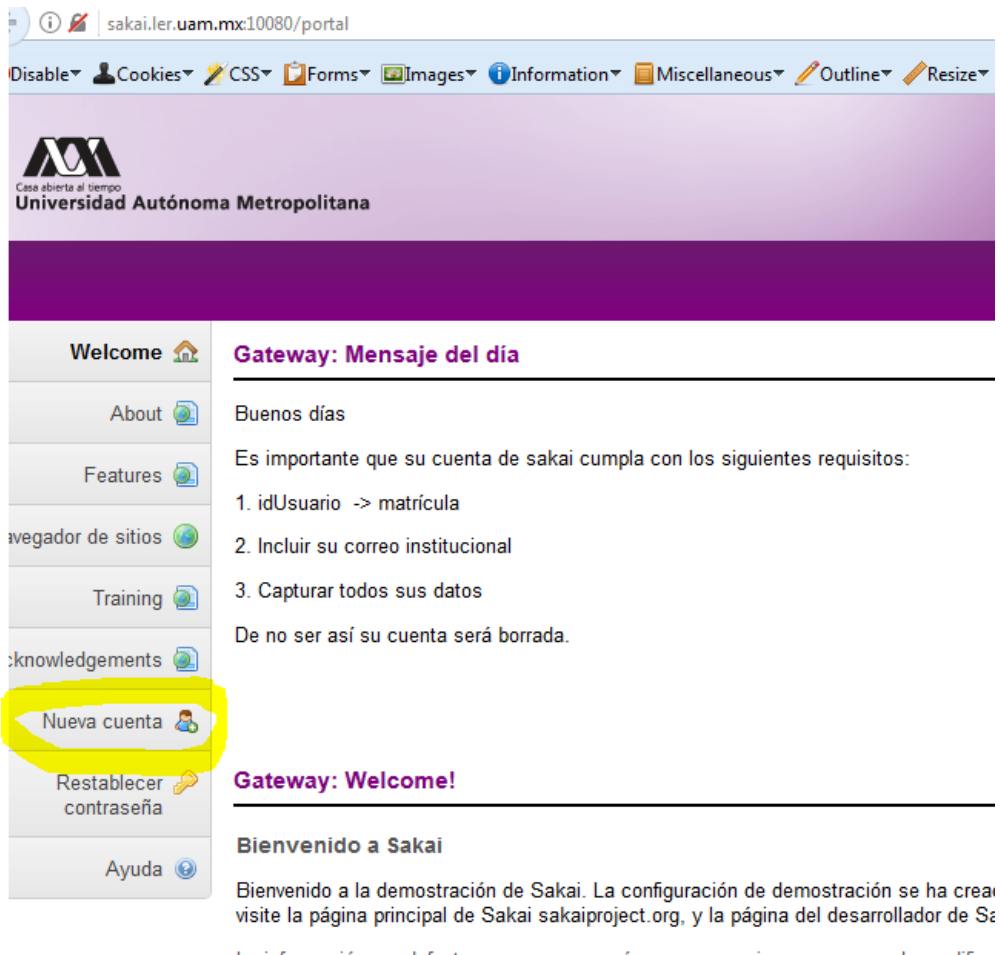 sakai.ler.uam.mx:10080/portal
Disable Cookies CSS Forms Images Information Miscellaneous Outline Resize
Casa abierta al tiempo
Universidad Autónoma Metropolitana
Welcome
About
Features
avegador de sitios
Training
cknowledgements
Nueva cuenta
Restablecer
contraseña
Ayuda
Gateway: Mensaje del día
Buenos días
Es importante que su cuenta de sakai cumpla con los siguientes requisitos:
1. idUsuario -> matrícula
2. Incluir su correo institucional
3. Capturar todos sus datos
De no ser así su cuenta será borrada.
Gateway: Welcome!
Bienvenido a Sakai
Bienvenido a la demostración de Sakai. La configuración de demostración se ha crea
visite la página principal de Sakai sakaiproject.org, y la página del desarrollador de Sa